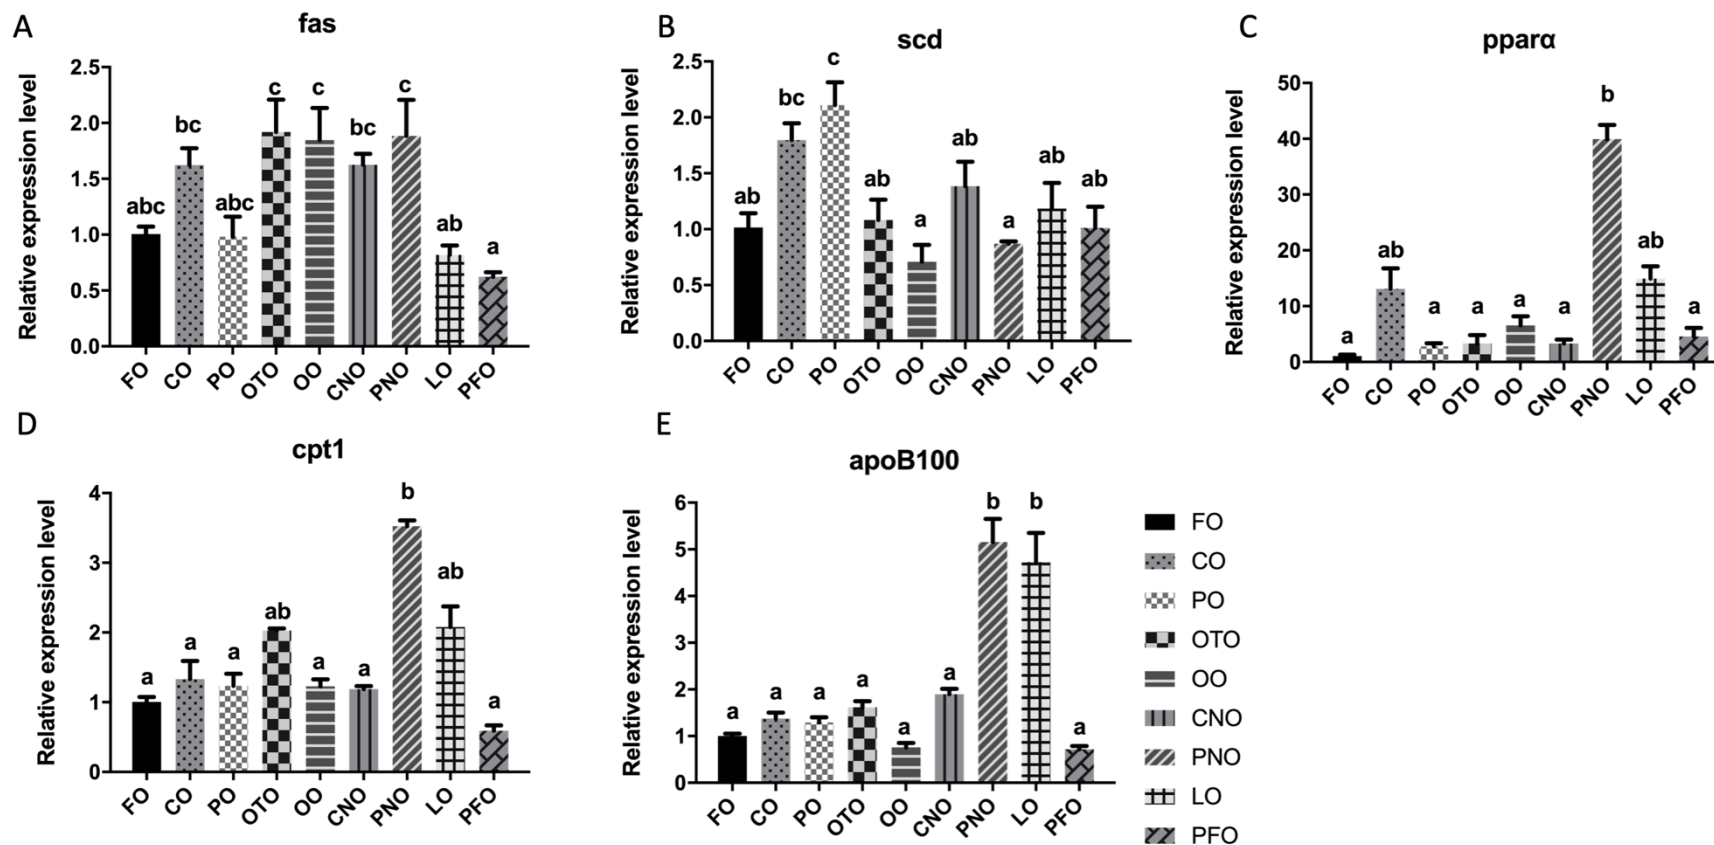 A
fas
Relative expression level
2.5
2.0
1.5
1.0
0.5
0.0
abc
bc
abc
c
c
bc
c
ab
a
FO
CO
PO
OTO
OO
CNO
PNO
LO
PFO
B
scd
Relative expression level
2.5
2.0
1.5
1.0
0.5
0.0
ab
bc
c
ab
a
ab
a
ab
ab
FO
CO
PO
OTO
OO
CNO
PNO
LO
PFO
C
pparα
Relative expression level
50
40
30
20
10
0
a
ab
a
a
a
a
b
ab
a
FO
CO
PO
OTO
OO
CNO
PNO
LO
PFO
D
cpt1
Relative expression level
4
3
2
1
0
a
a
a
ab
a
a
b
ab
a
FO
CO
PO
OTO
OO
CNO
PNO
LO
PFO
E
apoB100
Relative expression level
6
5
4
3
2
1
0
a
a
a
a
a
a
b
b
a
FO
CO
PO
OTO
OO
CNO
PNO
LO
PFO
FO
CO
PO
OTO
OO
CNO
PNO
LO
PFO